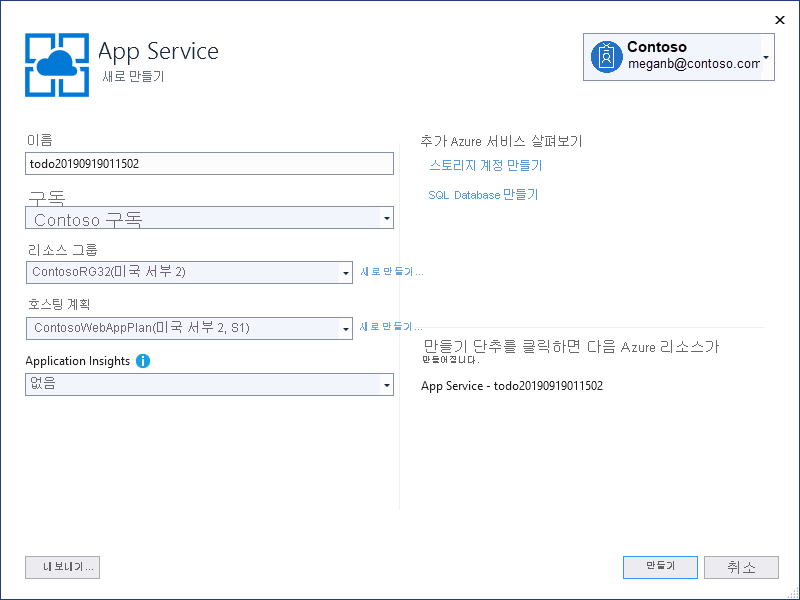 App Service
새로 만들기
Contoso
meganb@contoso.com
이름
todo20190919011502
구독
Contoso 구독
리소스 그룹
ContosoRG32(미국 서부 2)
새로 만들기...
호스팅 계획
ContosoWebAppPlan(미국 서부 2, S1)
새로 만들기...
Application Insights
없음
추가 Azure 서비스 살펴보기
스토리지 계정 만들기
SQL Database 만들기
만들기 단추를 클릭하면 다음 Azure 리소스가
만들어집니다.
App Service - todo20190919011502
내보내기...
만들기
취소